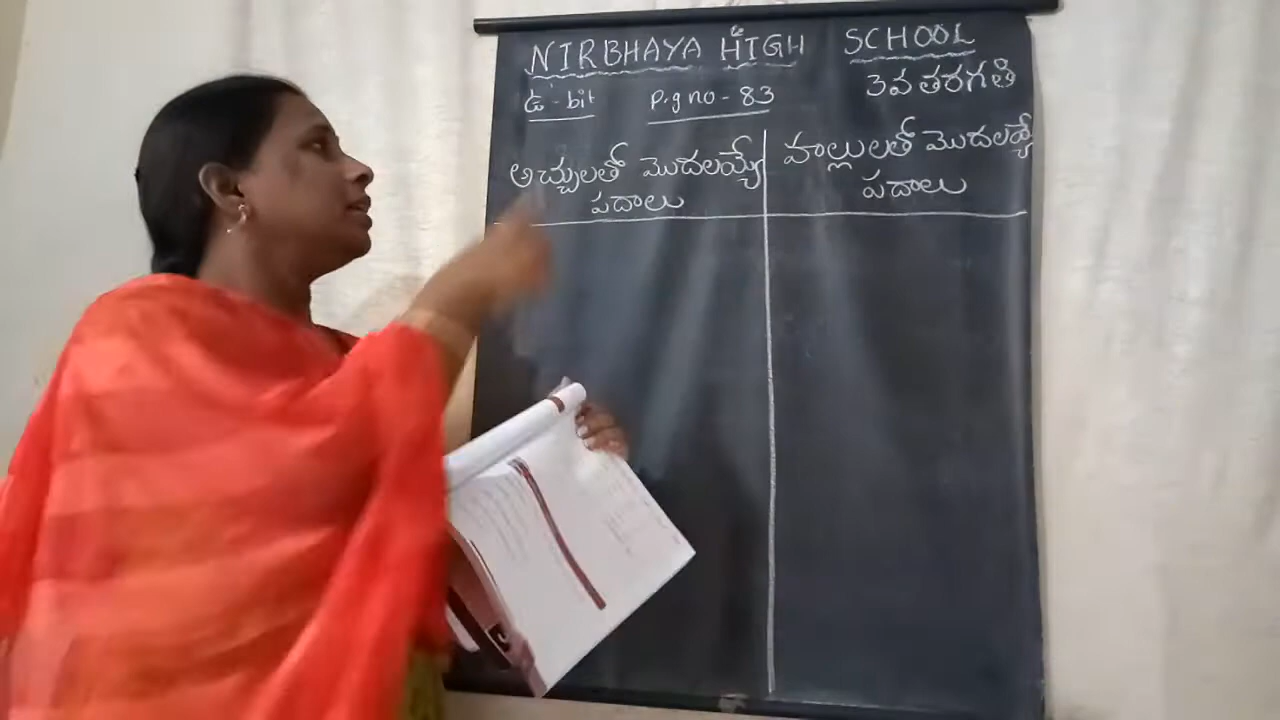 NIRBHAYA HIGH SCHOOL
3వ తరగతి
ఉ - bit P.g no - 83
అచ్చులతో మొదలయ్యే పదాలు
హల్లులతో మొదలయ్యే పదాలు